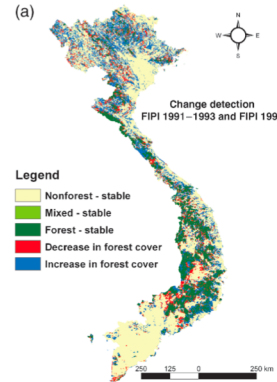 (a)
N
W E
S
Change detection
FIPI 1991–1993 and FIPI 199
Legend
Nonforest - stable
Mixed - stable
Forest - stable
Decrease in forest cover
Increase in forest cover
250 125 0 250 km